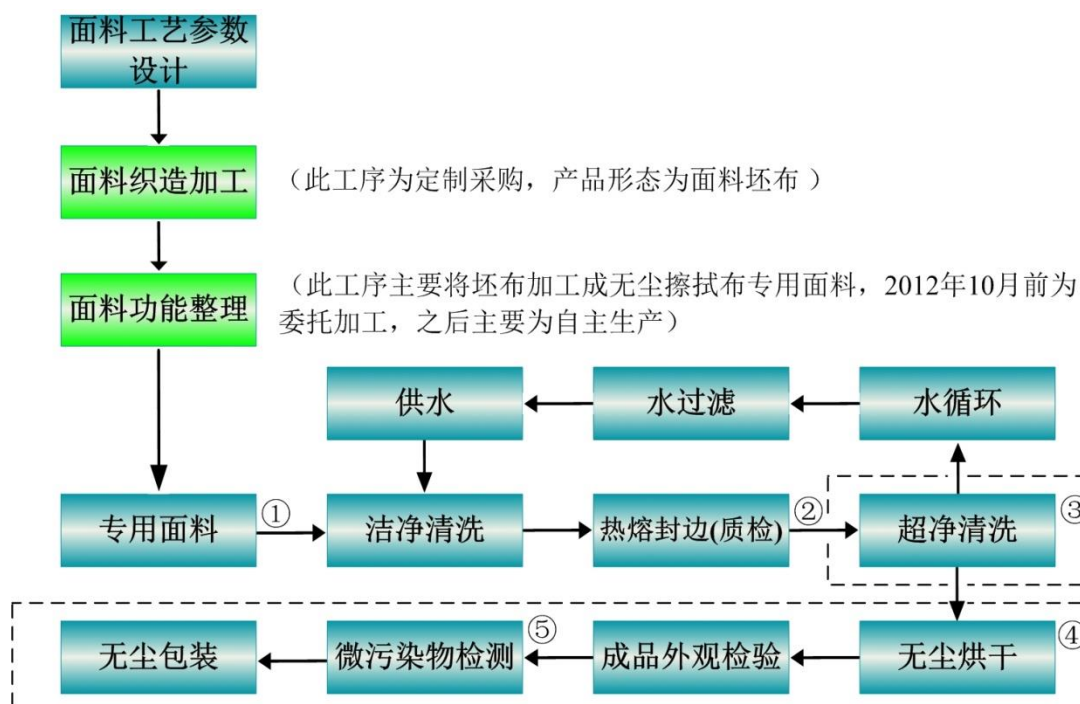 面料工艺参数
设计
面料织造加工
（此工序为定制采购，产品形态为面料坯布 ）
面料功能整理
（此工序主要将坯布加工成无尘擦拭布专用面料，2012年10月前为
委托加工，之后主要为自主生产）
供水
水过滤
水循环
专用面料
①
洁净清洗
热熔封边(质检)
②
超净清洗
③
无尘包装
微污染物检测
⑤
成品外观检验
无尘烘干
④